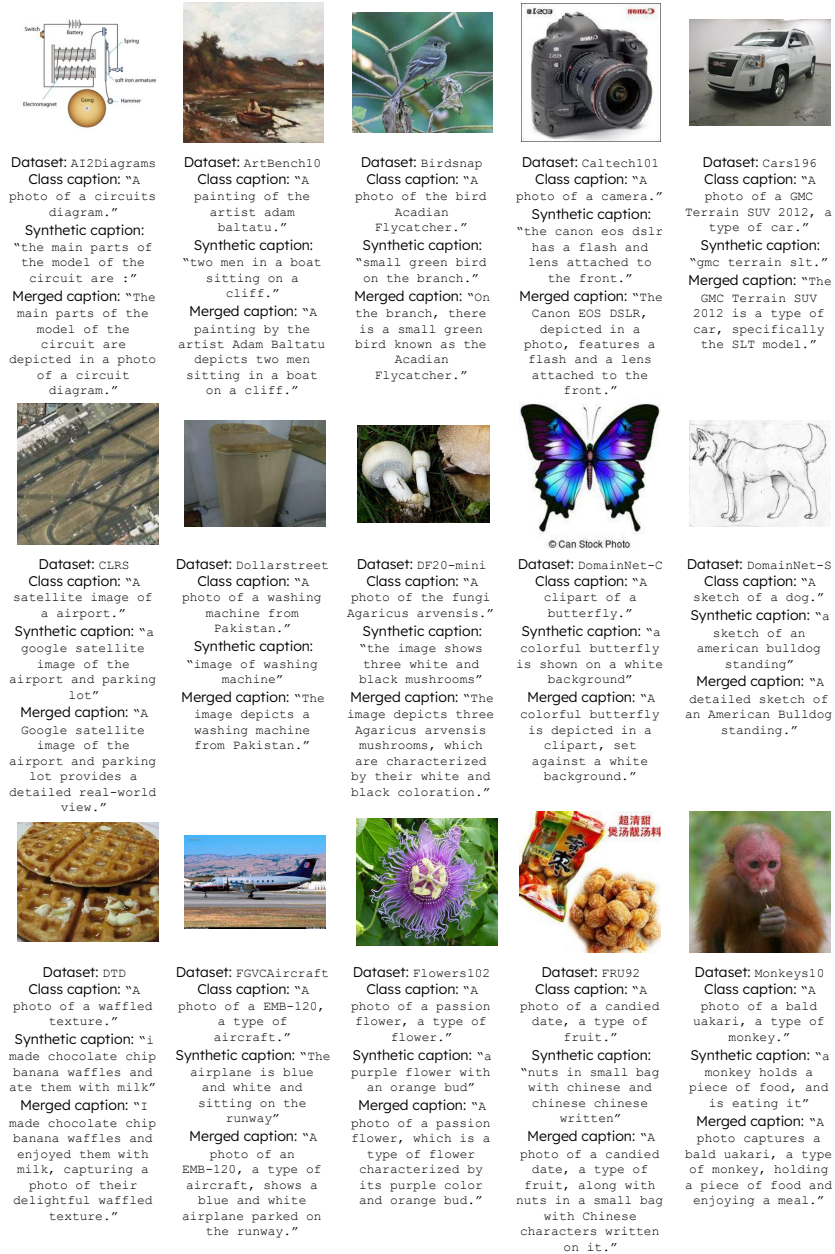 Switch
Battery
Spring
soft iron armature
Electromagnet
Gong
Hammer
EOS1D
Canon
EOS1D
Canon
GMC
Dataset: AI2Diagrams
Class caption: “A
photo of a circuits
diagram.”
Synthetic caption:
“the main parts of
the model of the
circuit are :”
Merged caption: “The
main parts of the
model of the
circuit are
depicted in a photo
of a circuit
diagram.”
Dataset: ArtBench10
Class caption: “A
painting of the
artist adam
baltatu.”
Synthetic caption:
“two men in a boat
sitting on a
cliff.”
Merged caption: “A
painting by the
artist Adam Baltatu
depicts two men
sitting in a boat
on a cliff.”
Dataset: Birdsnap
Class caption: “A
photo of the bird
Acadian
Flycatcher.”
Synthetic caption:
“small green bird
on the branch.”
Merged caption: “On
the branch, there
is a small green
bird known as the
Acadian
Flycatcher.”
Dataset: Caltech101
Class caption: “A
photo of a camera.”
Synthetic caption:
“the canon eos dslr
has a flash and
lens attached to
the front.”
Merged caption: “The
Canon EOS DSLR,
depicted in a
photo, features a
flash and a lens
attached to the
front.”
Dataset: Cars196
Class caption: “A
photo of a GMC
Terrain SUV 2012, a
type of car.”
Synthetic caption:
“gmc terrain slt.”
Merged caption: “The
GMC Terrain SUV
2012 is a type of
car, specifically
the SLT model.”
© Can Stock Photo
Dataset: CLRS
Class caption: “A
satellite image of
a airport.”
Synthetic caption: “a
google satellite
image of the
airport and parking
lot”
Merged caption: “A
Google satellite
image of the
airport and parking
lot provides a
detailed real-world
view.”
Dataset: Dollarstreet
Class caption: “A
photo of a washing
machine from
Pakistan.”
Synthetic caption:
“image of washing
machine”
Merged caption: “The
image depicts a
washing machine
from Pakistan.”
Dataset: DF20-mini
Class caption: “A
photo of the fungi
Agaricus arvensis.”
Synthetic caption:
“the image shows
three white and
black mushrooms”
Merged caption: “The
image depicts three
Agaricus arvensis
mushrooms, which
are characterized
by their white and
black coloration.”
Dataset: DomainNet-C
Class caption: “A
clipart of a
butterfly.”
Synthetic caption: “a
colorful butterfly
is shown on a white
background”
Merged caption: “A
colorful butterfly
is depicted in a
clipart, set
against a white
background.”
Dataset: DomainNet-S
Class caption: “A
sketch of a dog.”
Synthetic caption: “a
sketch of an
american bulldog
standing”
Merged caption: “A
detailed sketch of
an American Bulldog
standing.”
超清甜
煲汤靓汤料
Dataset: DTD
Class caption: “A
photo of a waffled
texture.”
Synthetic caption: “i
made chocolate chip
banana waffles and
ate them with milk”
Merged caption: “I
made chocolate chip
banana waffles and
enjoyed them with
milk, capturing a
photo of their
delightful waffled
texture.”
Dataset: FGVCAircraft
Class caption: “A
photo of a EMB-120,
a type of
aircraft.”
Synthetic caption: “The
airplane is blue
and white and
sitting on the
runway”
Merged caption: “A
photo of an
EMB-120, a type of
aircraft, shows a
blue and white
airplane parked on
the runway.”
Dataset: Flowers102
Class caption: “A
photo of a passion
flower, a type of
flower.”
Synthetic caption: “a
purple flower with
an orange bud”
Merged caption: “A
photo of a passion
flower, which is a
type of flower
characterized by
its purple color
and orange bud.”
Dataset: FRU92
Class caption: “A
photo of a candied
date, a type of
fruit.”
Synthetic caption:
“nuts in small bag
with chinese and
chinese chinese
written”
Merged caption: “A
photo of a candied
date, a type of
fruit, along with
nuts in a small bag
with Chinese
characters written
on it.”
Dataset: Monkeys10
Class caption: “A
photo of a bald
uakari, a type of
monkey.”
Synthetic caption: “a
monkey holds a
piece of food, and
is eating it”
Merged caption: “A
photo captures a
bald uakari, a type
of monkey, holding
a piece of food and
enjoying a meal.”